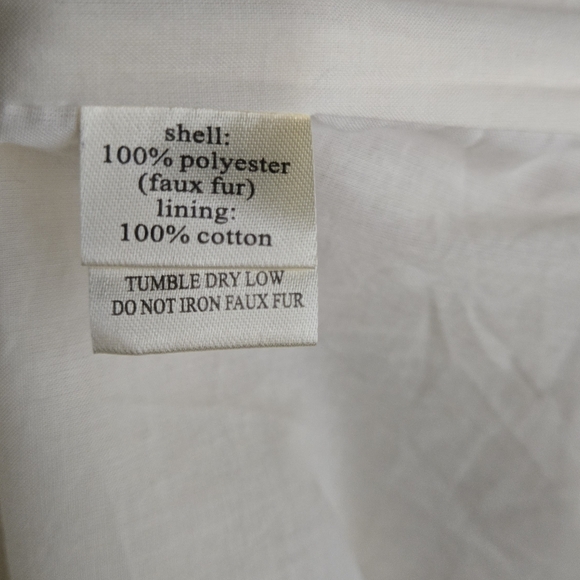 shell:
100% polyester
(faux fur)
lining:
100% cotton
TUMBLE DRY LOW
DO NOT IRON FAUX FUR